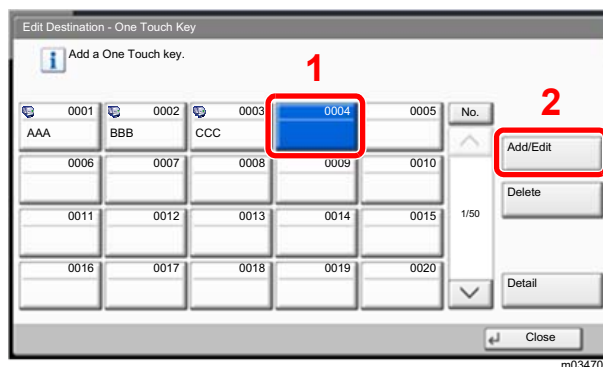 Edit Destination - One Touch Key
Add a One Touch key.
1
2
0001 0002 0003 0004 0005 No.
AAA BBB CCC
Add/Edit
0006 0007 0008 0009 0010
Delete
0011 0012 0013 0014 0015 1/50
0016 0017 0018 0019 0020
Detail
Close
m03470